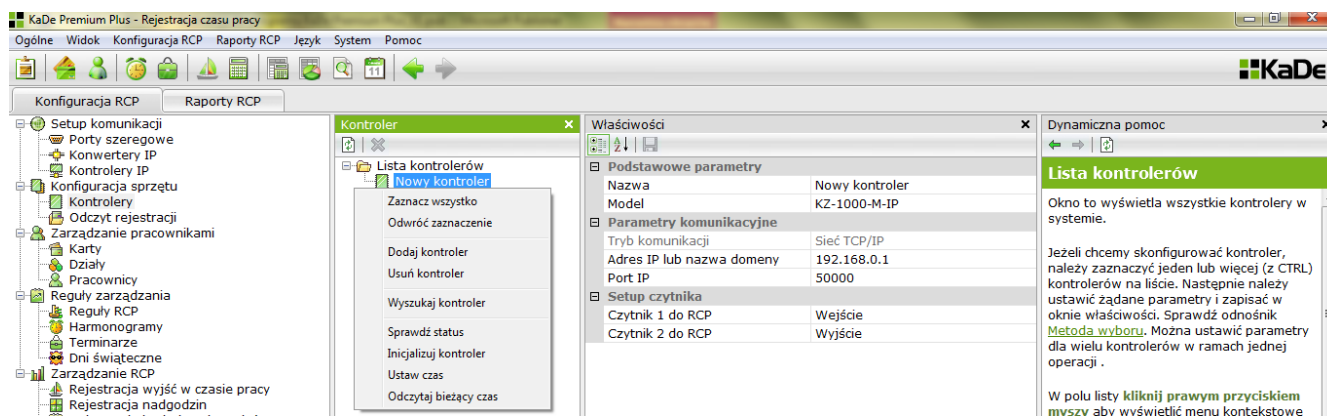 KaDe Premium Plus - Rejestracja czasu pracy
Ogólne Widok Konfiguracja RCP Raporty RCP Język System Pomoc
11
KaDe
Konfiguracja RCP Raporty RCP
Setup komunikacji
Porty szeregowe
Konwertery IP
Kontrolery IP
Konfiguracja sprzętu
Kontrolery
Odczyt rejestracji
Zarządzanie pracownikami
Karty
Działy
Pracownicy
Reguły zarządzania
Reguły RCP
Harmonogramy
Terminarze
Dni świąteczne
Zarządzanie RCP
Rejestracja wyjść w czasie pracy
Rejestracja nadgodzin
Kontroler
Lista kontrolerów
Nowy kontroler
Zaznacz wszystko
Odwróć zaznaczenie
Dodaj kontroler
Usuń kontroler
Wyszukaj kontroler
Sprawdź status
Inicjalizuj kontroler
Ustaw czas
Odczytaj bieżący czas
Właściwości
Podstawowe parametry
Nazwa Nowy kontroler
Model KZ-1000-M-IP
Parametry komunikacyjne
Tryb komunikacji Sieć TCP/IP
Adres IP lub nazwa domeny 192.168.0.1
Port IP 50000
Setup czytnika
Czytnik 1 do RCP Wejście
Czytnik 2 do RCP Wyjście
Dynamiczna pomoc
Lista kontrolerów
Okno to wyświetla wszystkie kontrolery w
systemie.
Jeżeli chcemy skonfigurować kontroler,
należy zaznaczyć jeden lub więcej (z CTRL)
kontrolerów na liście. Następnie należy
ustawić żądane parametry i zapisać w
oknie właściwości. Sprawdź odnośnik
Metoda wyboru. Można ustawić parametry
dla wielu kontrolerów w ramach jednej
operacji .
W polu listy kliknij prawym przyciskiem
myszy aby wyświetlić menu kontekstowe